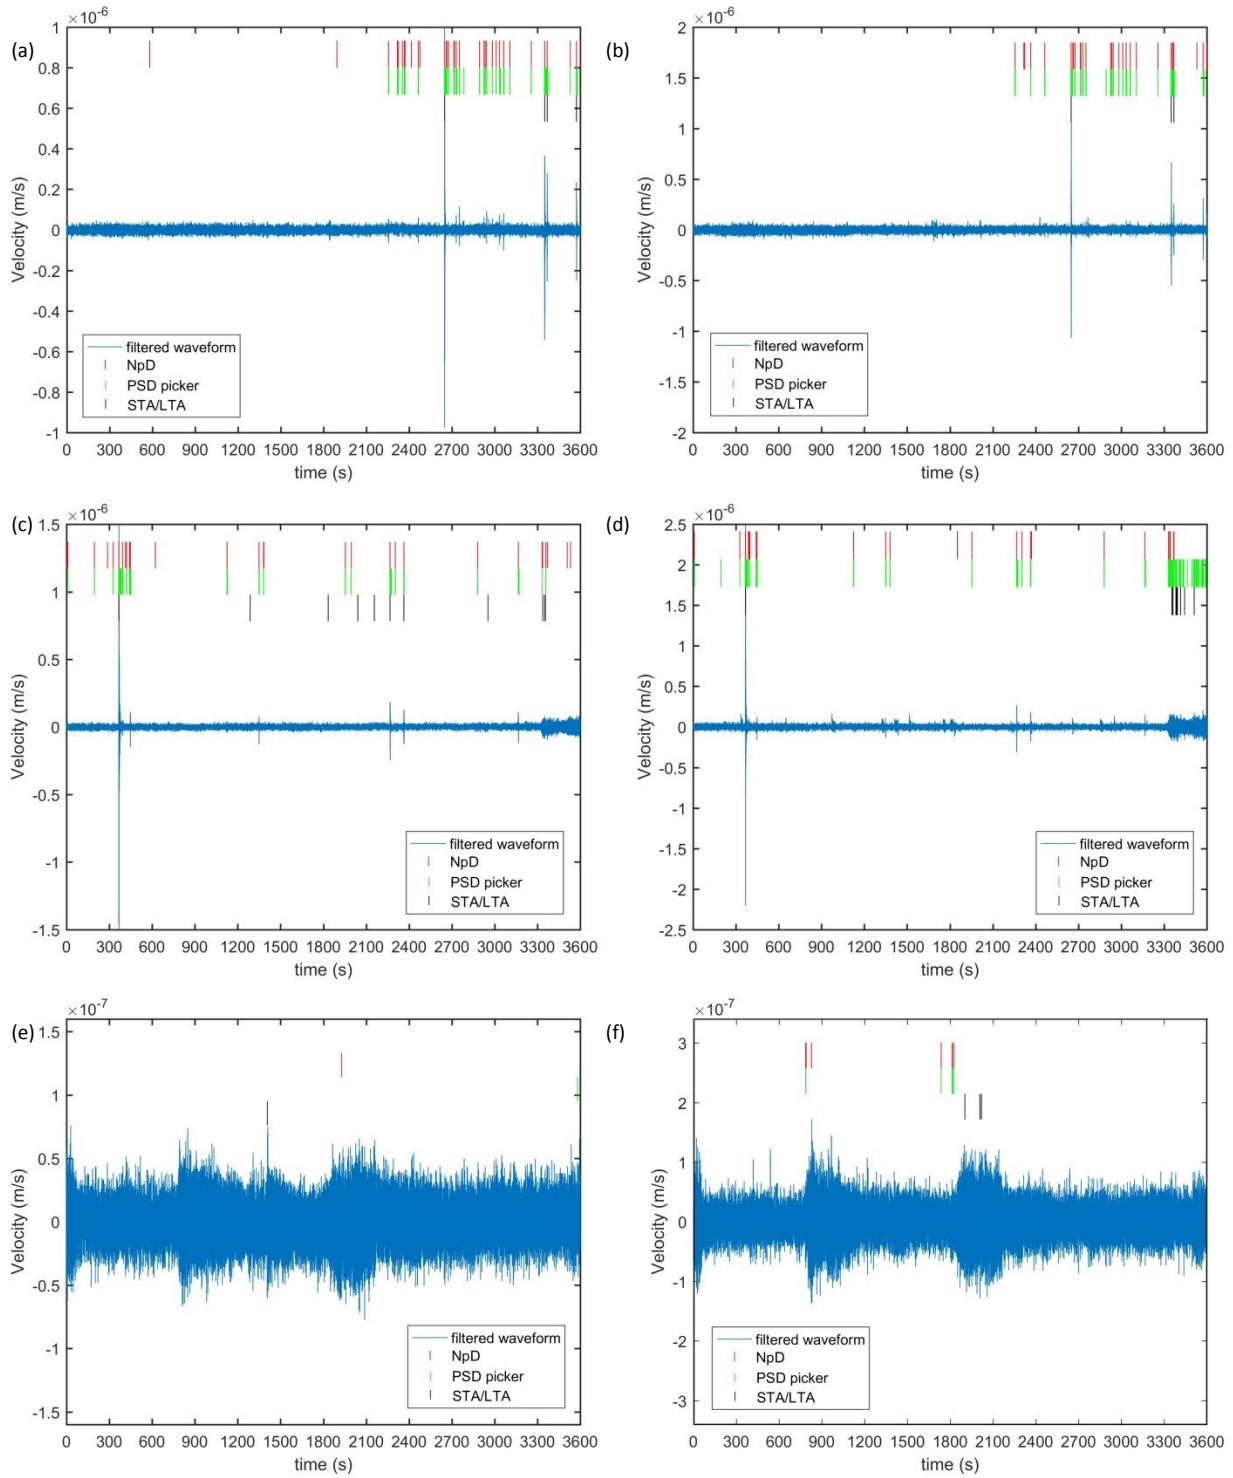 (a)
×10⁻⁶
1
0.8
0.6
0.4
0.2
0
-0.2
-0.4
-0.6
-0.8
-1
Velocity (m/s)
filtered waveform
NpD
PSD picker
STA/LTA
0 300 600 900 1200 1500 1800 2100 2400 2700 3000 3300 3600
time (s)
(b)
×10⁻⁶
2
1.5
1
0.5
0
-0.5
-1
-1.5
-2
Velocity (m/s)
filtered waveform
NpD
PSD picker
STA/LTA
0 300 600 900 1200 1500 1800 2100 2400 2700 3000 3300 3600
time (s)
(c)
×10⁻⁶
1.5
1
0.5
0
-0.5
-1
-1.5
Velocity (m/s)
filtered waveform
NpD
PSD picker
STA/LTA
0 300 600 900 1200 1500 1800 2100 2400 2700 3000 3300 3600
time (s)
(d)
×10⁻⁶
2.5
2
1.5
1
0.5
0
-0.5
-1
-1.5
-2
-2.5
Velocity (m/s)
filtered waveform
NpD
PSD picker
STA/LTA
0 300 600 900 1200 1500 1800 2100 2400 2700 3000 3300 3600
time (s)
(e)
×10⁻⁷
1.5
1
0.5
0
-0.5
-1
-1.5
Velocity (m/s)
filtered waveform
NpD
PSD picker
STA/LTA
0 300 600 900 1200 1500 1800 2100 2400 2700 3000 3300 3600
time (s)
(f)
×10⁻⁷
3
2
1
0
-1
-2
-3
Velocity (m/s)
filtered waveform
NpD
PSD picker
STA/LTA
0 300 600 900 1200 1500 1800 2100 2400 2700 3000 3300 3600
time (s)